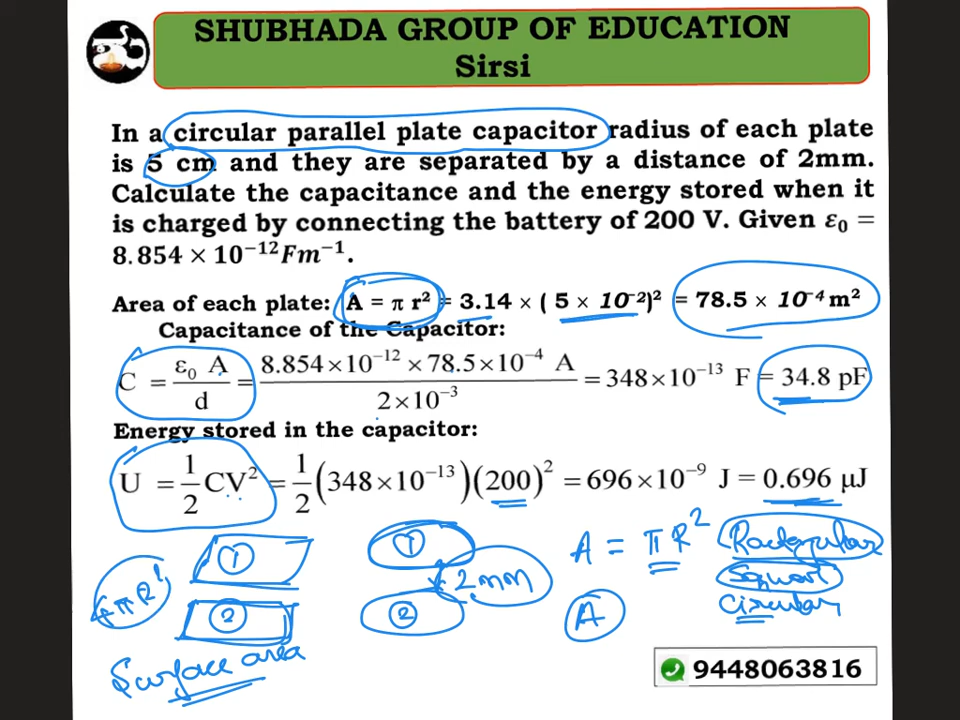 SHUBHADA GROUP OF EDUCATION
Sirsi
In a circular parallel plate capacitor radius of each plate
is 5 cm and they are separated by a distance of 2mm.
Calculate the capacitance and the energy stored when it
is charged by connecting the battery of 200 V. Given ε₀ =
8.854 × 10⁻¹²Fm⁻¹.
Area of each plate: A = π r² = 3.14 × ( 5 × 10⁻²)² = 78.5 × 10⁻⁴ m²
Capacitance of the Capacitor:
C = ε₀ A / d = 8.854×10⁻¹² × 78.5×10⁻⁴ A / 2×10⁻³ = 348×10⁻¹³ F = 34.8 pF
Energy stored in the capacitor:
U = 1/2 CV² = 1/2 (348×10⁻¹³)(200)² = 696×10⁻⁹ J = 0.696 μJ
A = πR² Rectangular
1 1 Square
4πR² 2 mm Circular
2 2 A
Surface area
9448063816